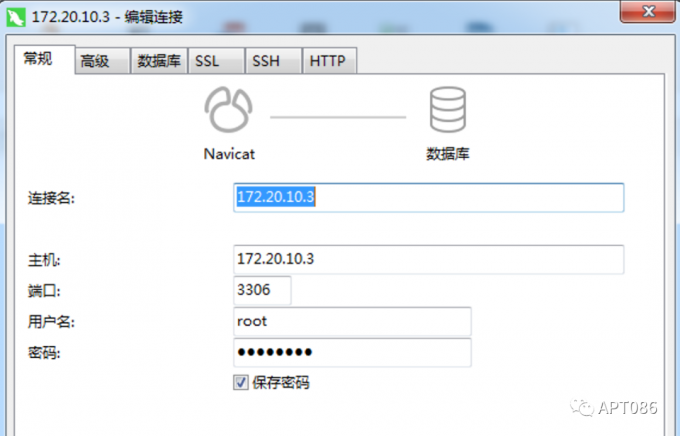 172.20.10.3 - 编辑连接
常规 高级 数据库 SSL SSH HTTP
Navicat 数据库
连接名: 172.20.10.3
主机: 172.20.10.3
端口: 3306
用户名: root
密码: ●●●●●●●●
保存密码
APT086